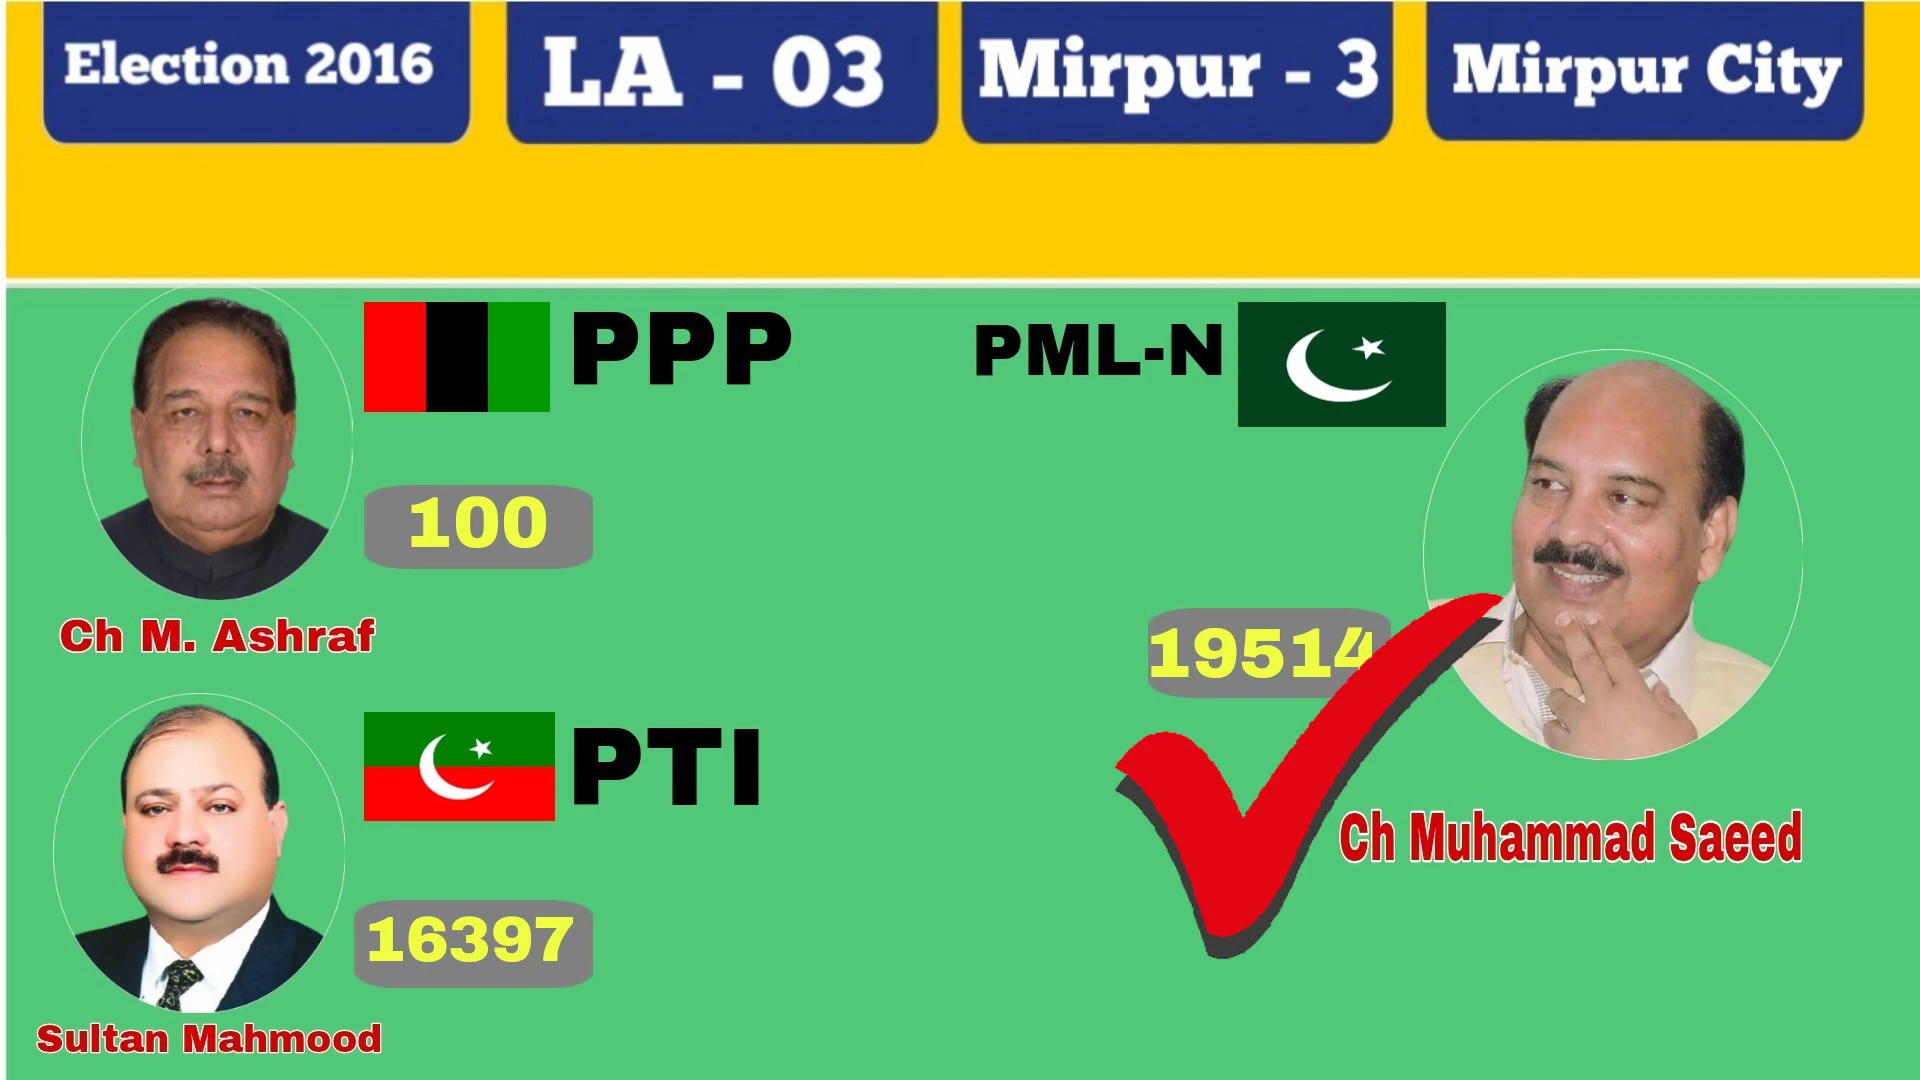 Election 2016
LA - 03
Mirpur - 3
Mirpur City
PPP
100
Ch M. Ashraf
PTI
16397
Sultan Mahmood
PML-N
19514
Ch Muhammad Saeed